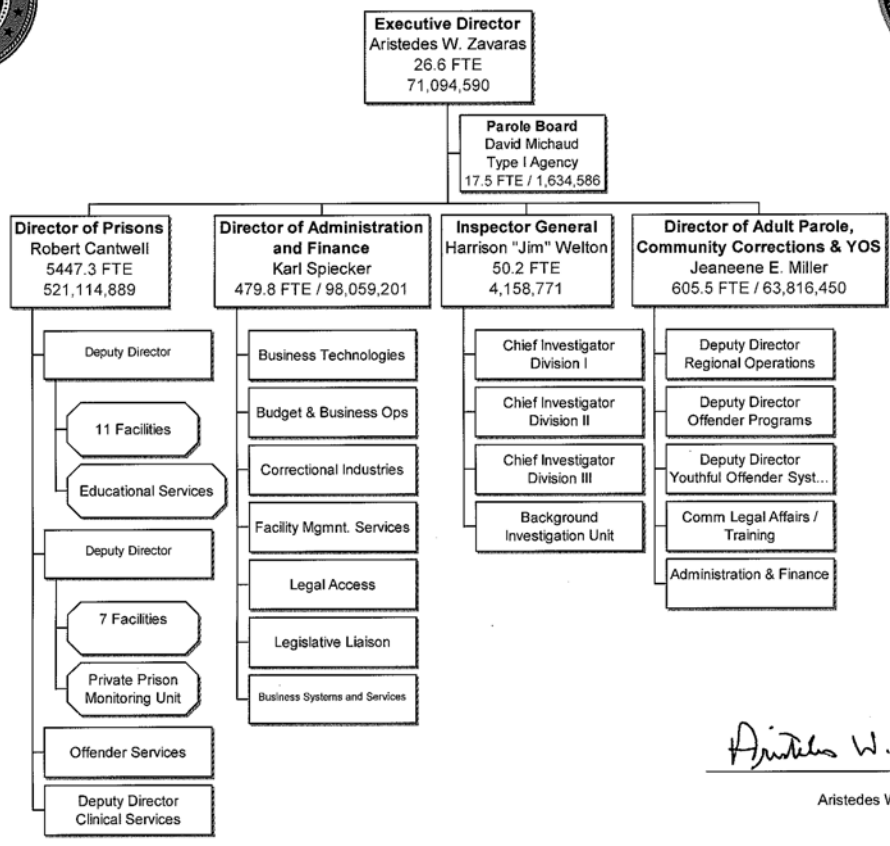 Executive Director
Aristedes W. Zavaras
26.6 FTE
71,094,590
Parole Board
David Michaud
Type I Agency
17.5 FTE / 1,634,586
Director of Prisons
Robert Cantwell
5447.3 FTE
521,114,889
Deputy Director
11 Facilities
Educational Services
Deputy Director
7 Facilities
Private Prison
Monitoring Unit
Offender Services
Deputy Director
Clinical Services
Director of Administration
and Finance
Karl Spiecker
479.8 FTE / 98,059,201
Business Technologies
Budget & Business Ops
Correctional Industries
Facility Mgmnt. Services
Legal Access
Legislative Liaison
Business Systems and Services
Inspector General
Harrison "Jim" Welton
50.2 FTE
4,158,771
Chief Investigator
Division I
Chief Investigator
Division II
Chief Investigator
Division III
Background
Investigation Unit
Director of Adult Parole,
Community Corrections & YOS
Jeaneene E. Miller
605.5 FTE / 63,816,450
Deputy Director
Regional Operations
Deputy Director
Offender Programs
Deputy Director
Youthful Offender Syst...
Comm Legal Affairs /
Training
Administration & Finance
Aristedes W.
Aristedes W